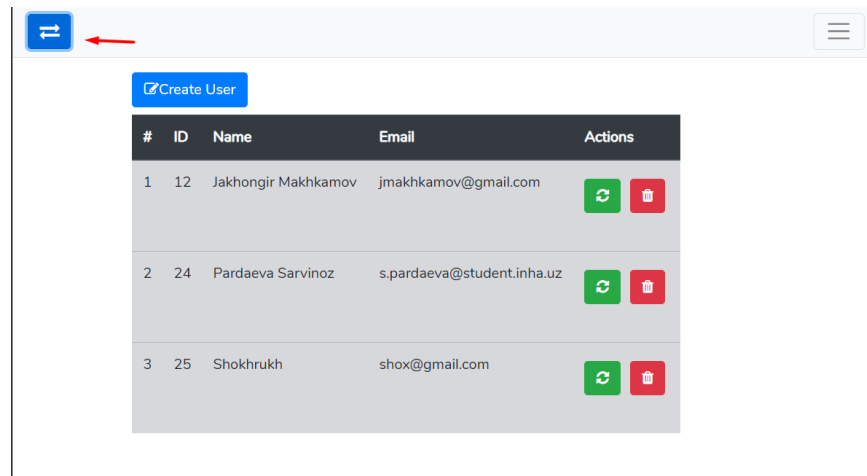 Create User
# ID Name Email Actions
1 12 Jakhongir Makhkamov jmakhkamov@gmail.com
2 24 Pardaeva Sarvinoz s.pardaeva@student.inha.uz
3 25 Shokhrukh shox@gmail.com